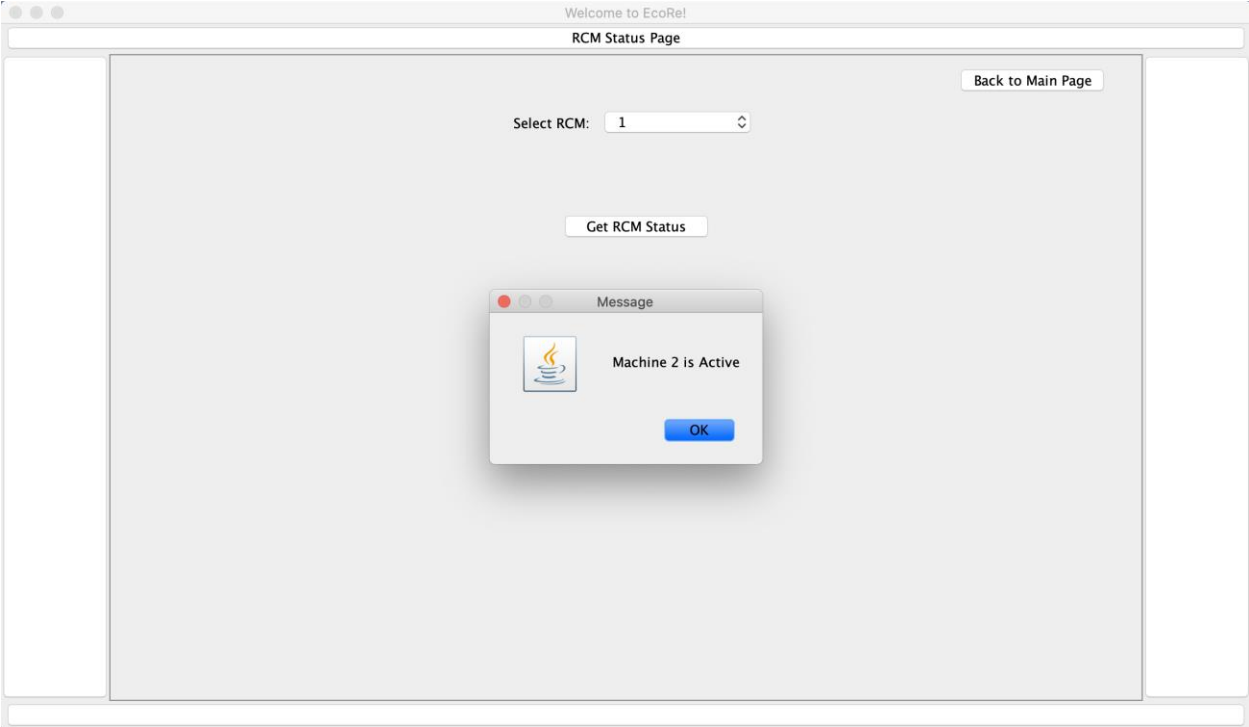 Welcome to EcoRe!
RCM Status Page
Back to Main Page
Select RCM: 1
Get RCM Status
Message
Machine 2 is Active
OK